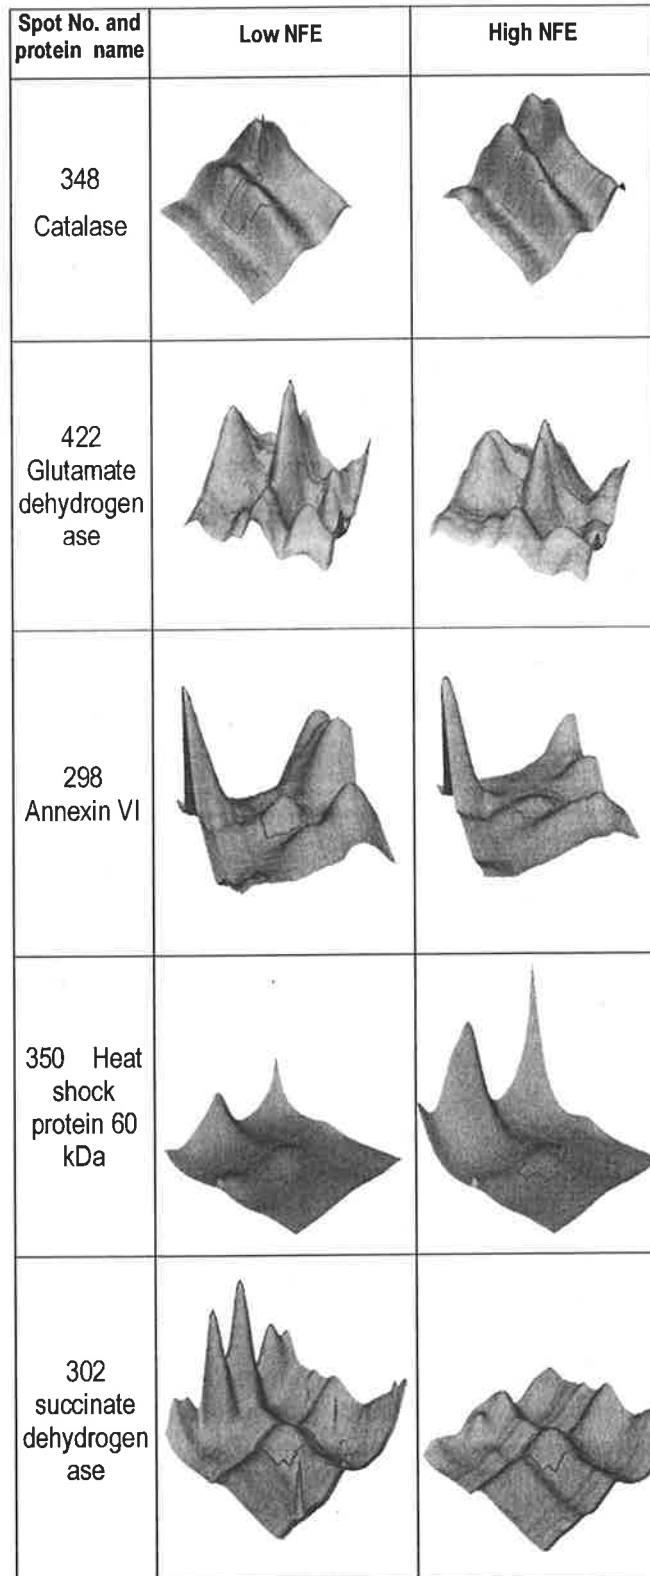 Spot No. and
protein name
Low NFE
High NFE
348
Catalase
422
Glutamate
dehydrogen
ase
298
Annexin VI
350 Heat
shock
protein 60
kDa
302
succinate
dehydrogen
ase